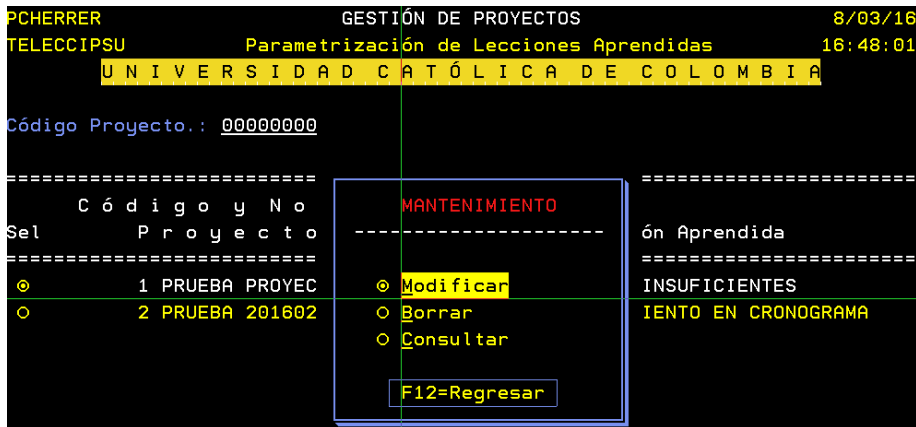 PCHERRER GESTIÓN DE PROYECTOS 8/03/16
TELECCIPSU Parametrización de Lecciones Aprendidas 16:48:01
U N I V E R S I D A D C A T Ó L I C A D E C O L O M B I A
Código Proyecto.: 00000000
========================== =======================
C ó d i g o y N o MANTENIMIENTO
Sel P r o y e c t o --------------------- ón Aprendida
========================== =======================
1 PRUEBA PROYEC Modificar INSUFICIENTES
2 PRUEBA 201602 Borrar IENTO EN CRONOGRAMA
Consultar
F12=Regresar